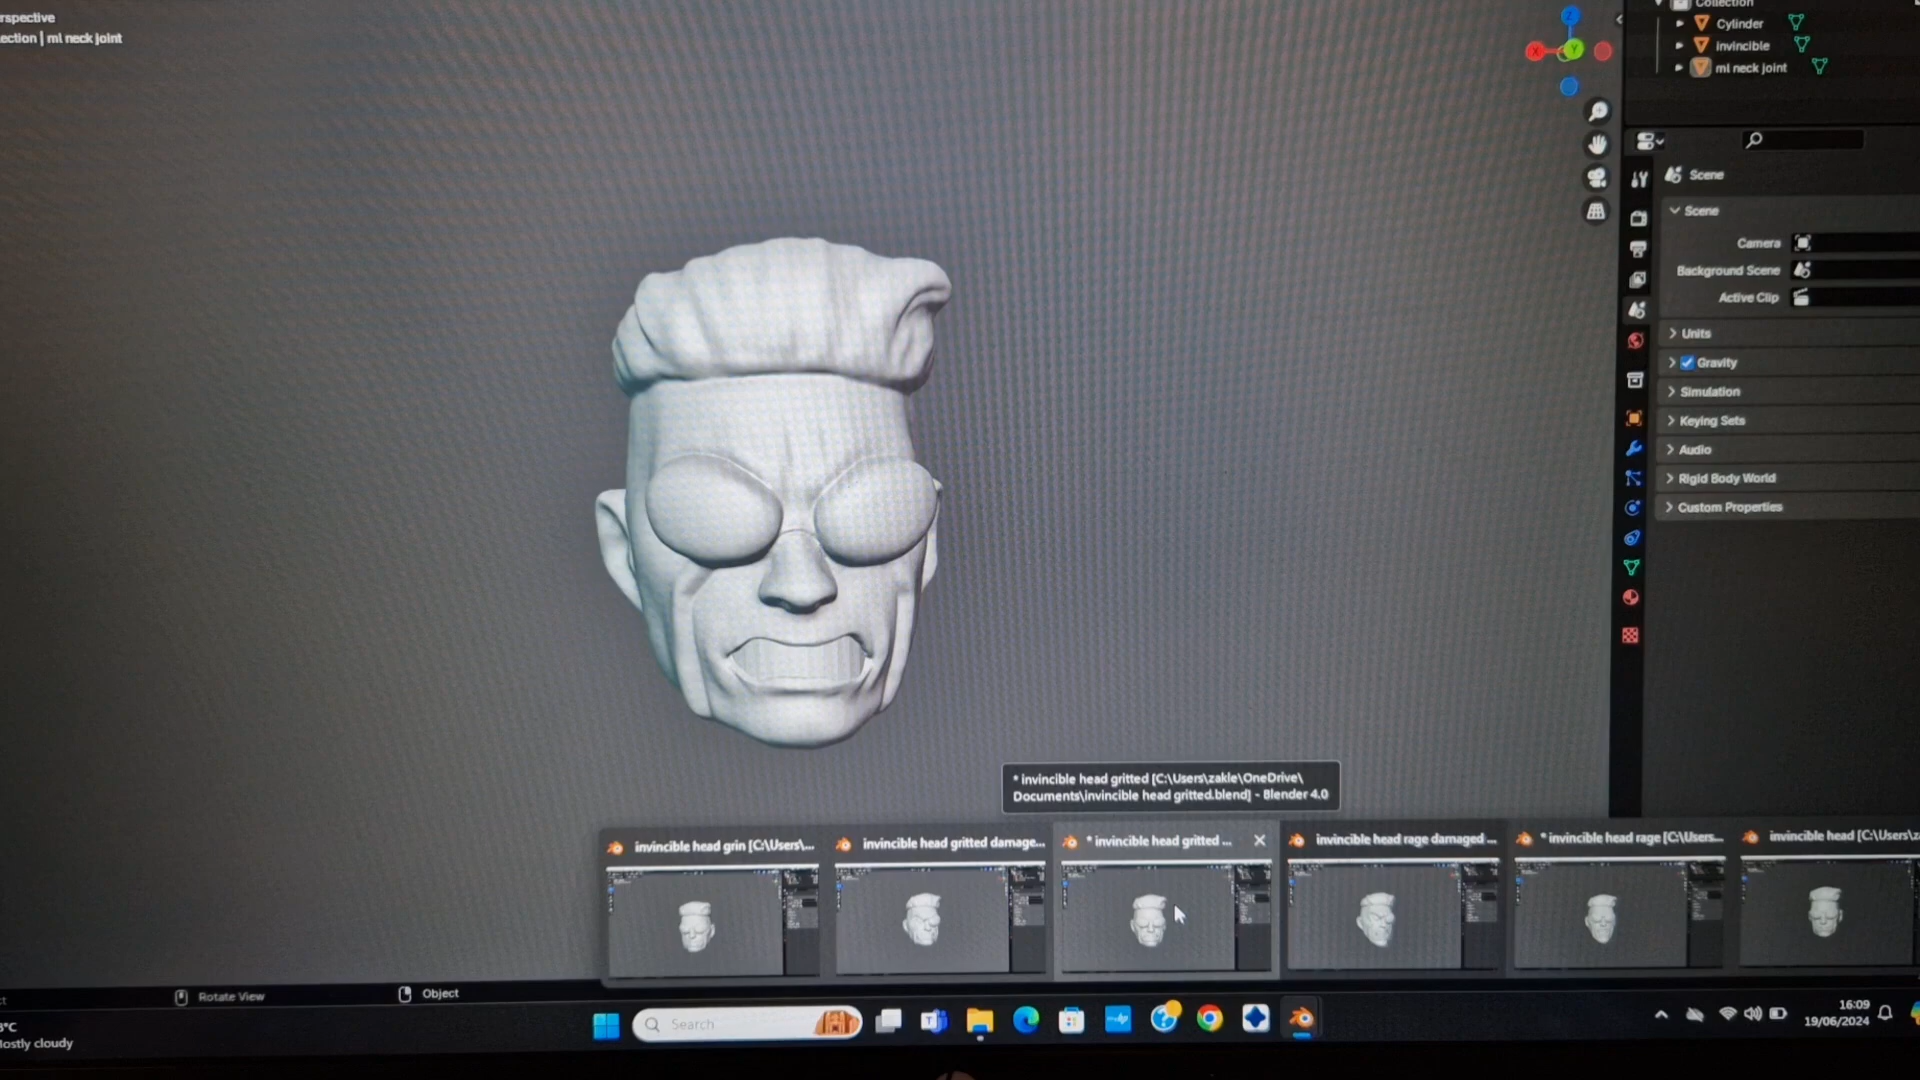 rspective
ection | ml neck joint
Collection
Cylinder
invincible
ml neck joint
Scene
Scene
Camera
Background Scene
Active Clip
Units
Gravity
Simulation
Keying Sets
Audio
Rigid Body World
Custom Properties
* invincible head gritted [C:\Users\zakle\OneDrive\
Documents\invincible head gritted.blend] - Blender 4.0
invincible head grin [C:\Users\...
invincible head gritted damage...
* invincible head gritted ...
invincible head rage damaged ...
* invincible head rage [C:\Users...
invincible head [C:\Users\za
Rotate View
Object
3°C
Mostly cloudy
Search
16:09
19/06/2024
X
Y
Z